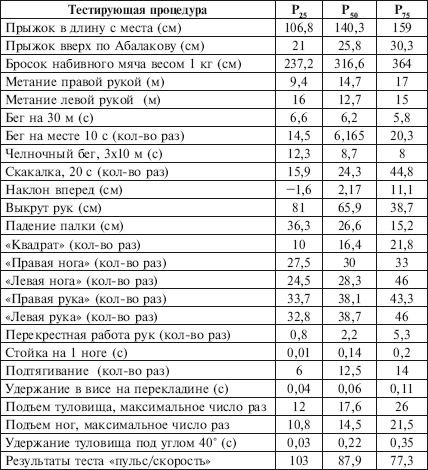 Тестирующая процедура P25 P50 P75
Прыжок в длину с места (см) 106,8 140,3 159
Прыжок вверх по Абалакову (см) 21 25,8 30,3
Бросок набивного мяча весом 1 кг (см) 237,2 316,6 364
Метание правой рукой (м) 9,4 14,7 17
Метание левой рукой (м) 16 12,7 15
Бег на 30 м (с) 6,6 6,2 5,8
Бег на месте 10 с (кол-во раз) 14,5 6,165 20,3
Челночный бег, 3х10 м (с) 12,3 8,7 8
Скакалка, 20 с (кол-во раз) 15,9 24,3 44,8
Наклон вперед (см) −1,6 2,17 11,1
Выкрут рук (см) 81 65,9 38,7
Падение палки (см) 36,3 26,6 15,2
«Квадрат» (кол-во раз) 10 16,4 21,8
«Правая нога» (кол-во раз) 27,5 30 33
«Левая нога» (кол-во раз) 24,5 28,3 46
«Правая рука» (кол-во раз) 33,7 38,1 43,3
«Левая рука» (кол-во раз) 32,8 38,7 46
Перекрестная работа рук (кол-во раз) 0,8 2,2 5,3
Стойка на 1 ноге (с) 0,01 0,14 0,2
Подтягивание (кол-во раз) 6 12,5 14
Удержание в висе на перекладине (с) 0,04 0,06 0,11
Подъем туловища, максимальное число раз 12 17,6 26
Подъем ног, максимальное число раз 10,8 14,5 21,5
Удержание туловища под углом 40° (с) 0,03 0,22 0,35
Результаты теста «пульс/скорость» 103 87,9 77,3